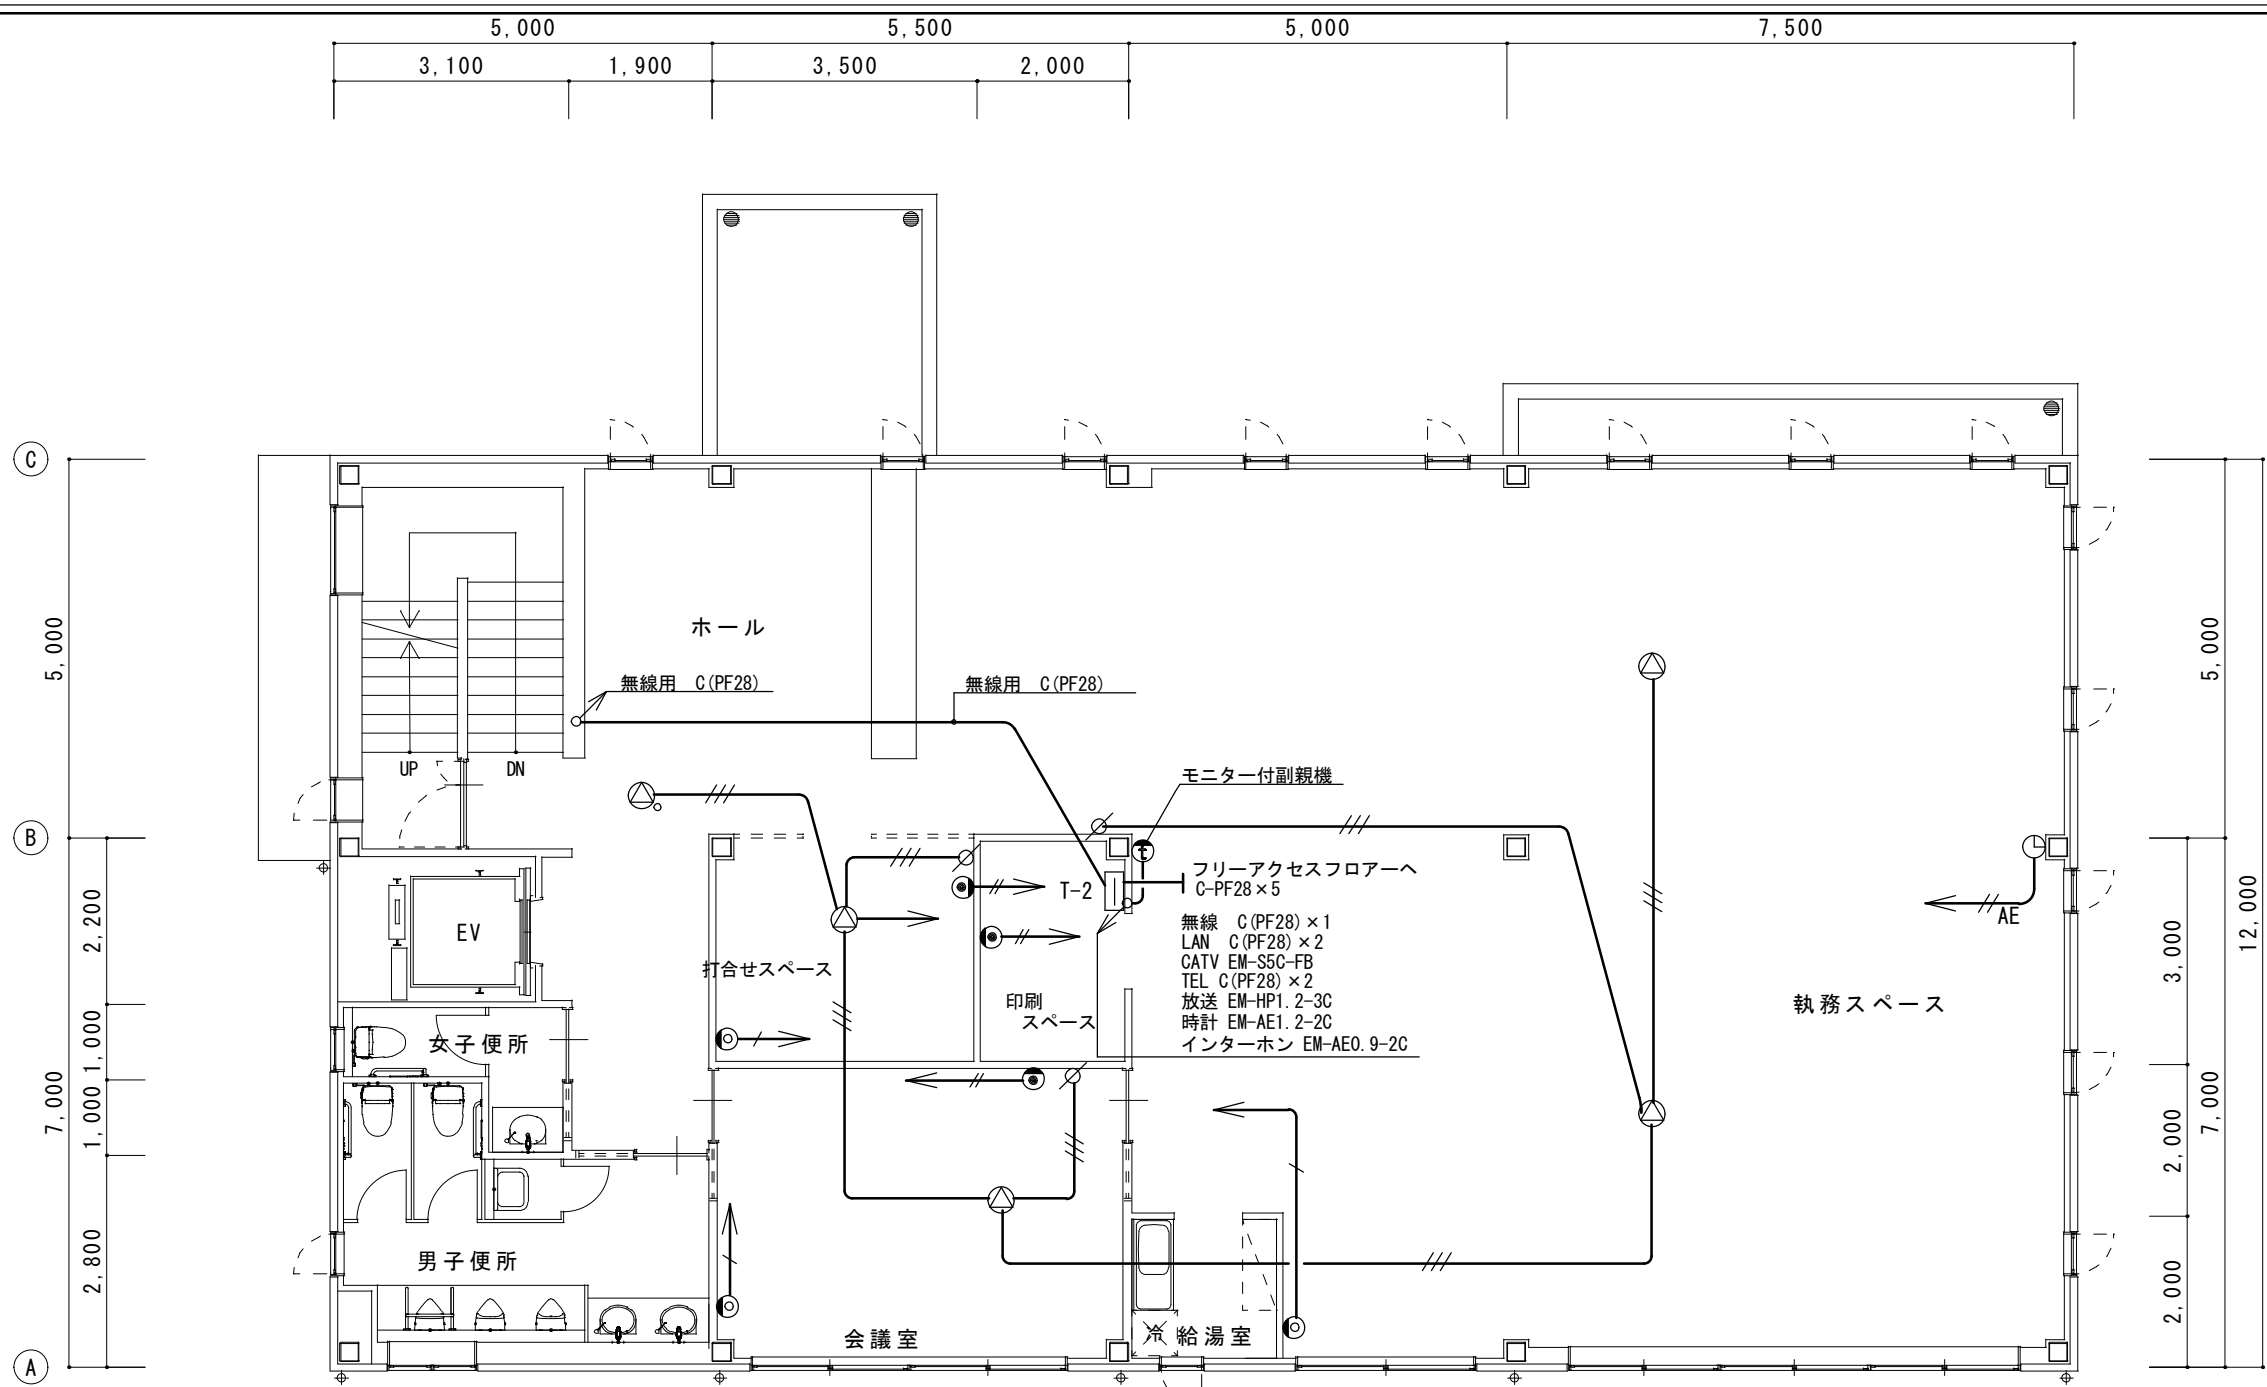 5,000 5,500 5,000 7,500
3,100 1,900 3,500 2,000
C
ホール
5,000
5,000
無線用 C(PF28)
無線用 C(PF28)
UP DN
モニター付副親機
B
t
フリーアクセスフロアーへ
C-PF28×5
T-2
無線 C(PF28)×1
LAN C(PF28)×2
CATV EM-S5C-FB
TEL C(PF28)×2
放送 EM-HP1.2-3C
時計 EM-AE1.2-2C
インターホン EM-AE0.9-2C
AE
EV
2,200
12,000
3,000
打合せスペース
印刷
スペース
執務スペース
女子便所
1,000
1,000
7,000
7,000
2,000
男子便所
2,800
2,000
会議室
冷
給湯室
A